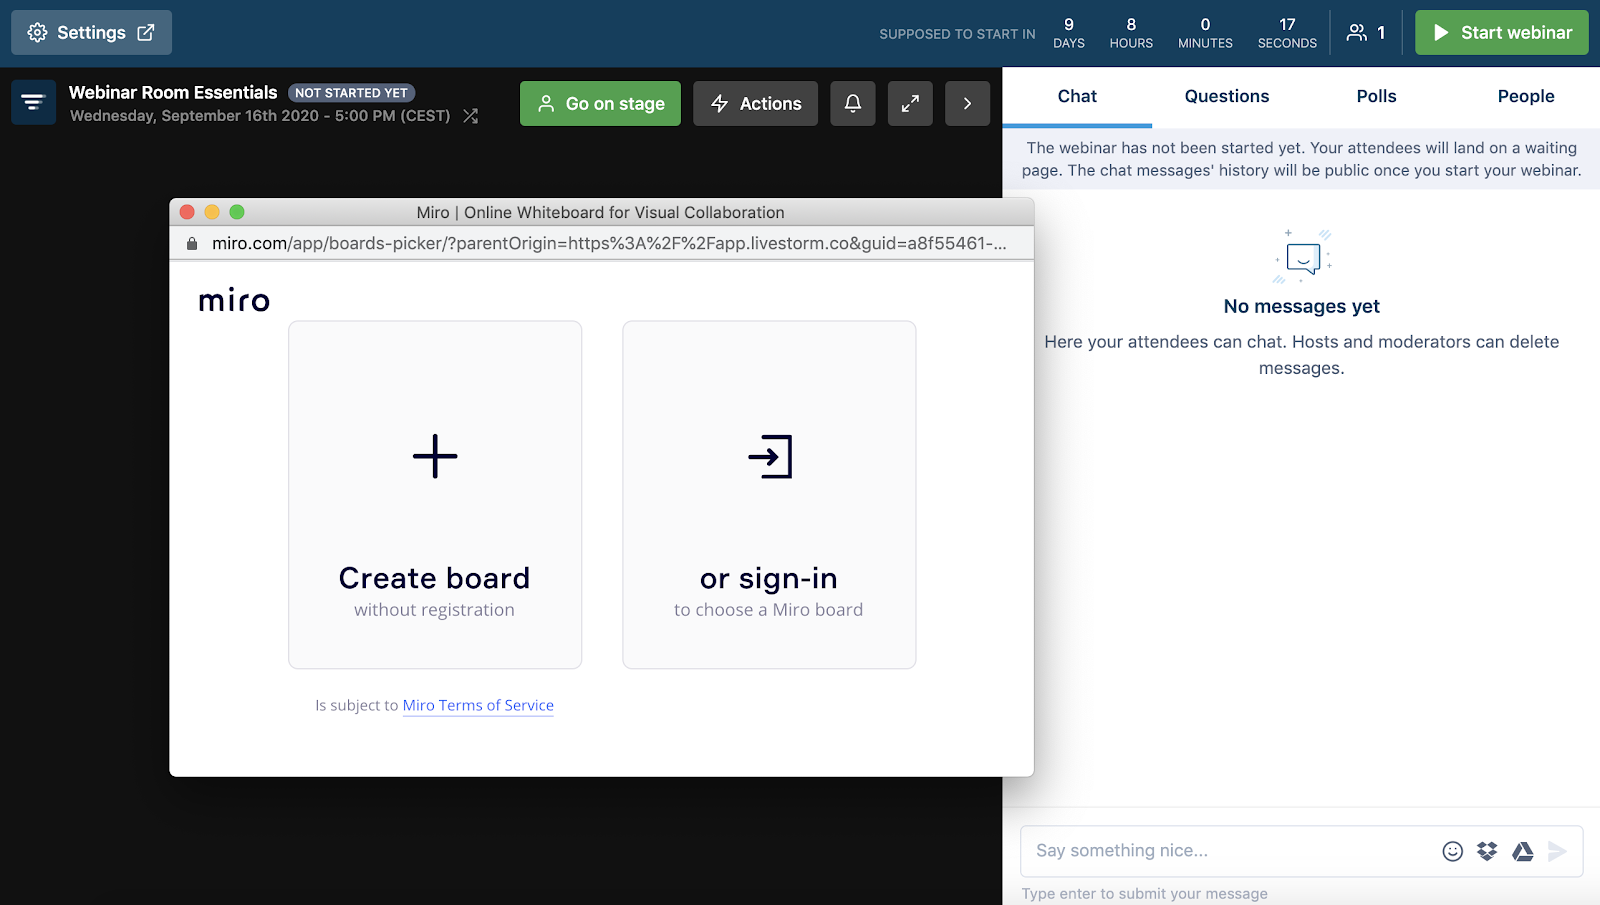 Settings
SUPPOSED TO START IN
9 DAYS
8 HOURS
0 MINUTES
17 SECONDS
1
Start webinar
Webinar Room Essentials
NOT STARTED YET
Wednesday, September 16th 2020 - 5:00 PM (CEST)
Go on stage
Actions
Chat
Questions
Polls
People
The webinar has not been started yet. Your attendees will land on a waiting
page. The chat messages' history will be public once you start your webinar.
Miro | Online Whiteboard for Visual Collaboration
miro.com/app/boards-picker/?parentOrigin=https%3A%2F%2Fapp.livestorm.co&guid=a8f55461-...
miro
Create board
without registration
or sign-in
to choose a Miro board
Is subject to Miro Terms of Service
No messages yet
Here your attendees can chat. Hosts and moderators can delete
messages.
Say something nice...
Type enter to submit your message